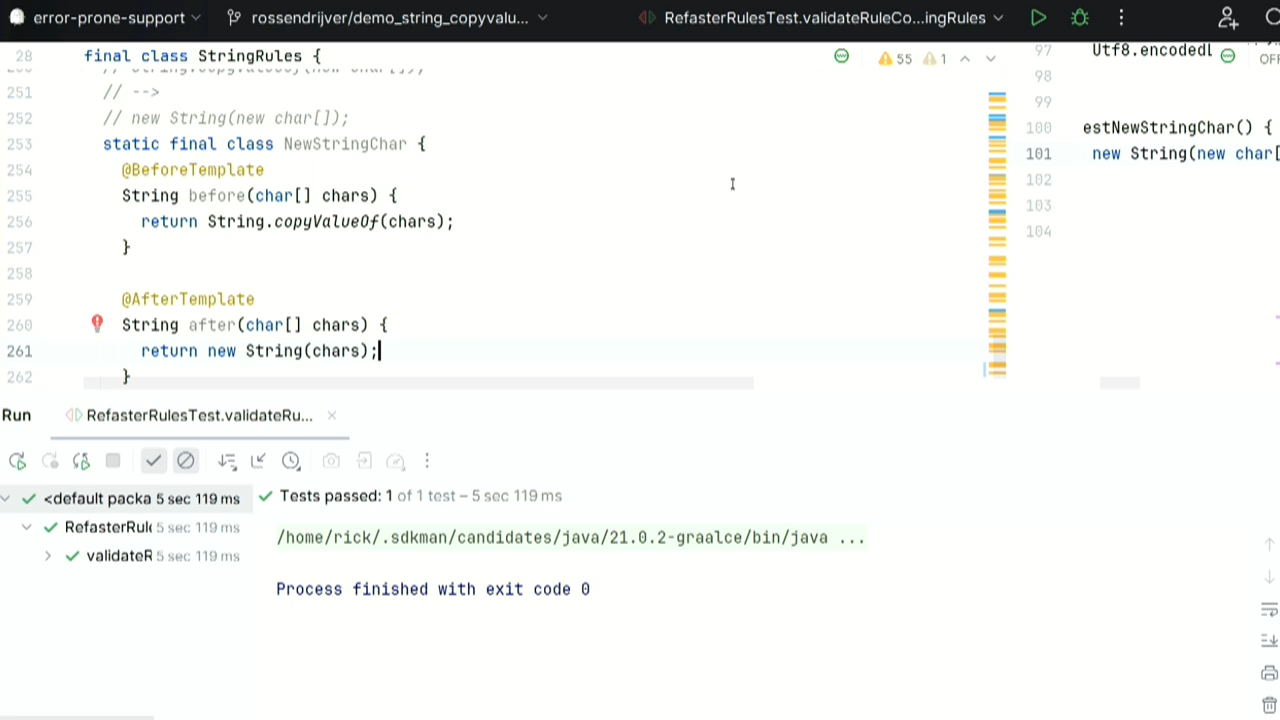 error-prone-support
rossendrijver/demo_string_copyvalu...
RefasterRulesTest.validateRuleCo...ingRules
28 final class StringRules {
55
1
251 // -->
252 // new String(new char[]);
253 static final class NewStringChar {
254 @BeforeTemplate
255 String before(char[] chars) {
256 return String.copyValueOf(chars);
257 }
258
259 @AfterTemplate
260 String after(char[] chars) {
261 return new String(chars);
262 }
97 Utf8.encodedL
OFF
98
99
100 estNewStringChar() {
101 new String(new char[
102
103
104
Run
RefasterRulesTest.validateRu...
<default packa 5 sec 119 ms
RefasterRul 5 sec 119 ms
validateR 5 sec 119 ms
Tests passed: 1 of 1 test – 5 sec 119 ms
/home/rick/.sdkman/candidates/java/21.0.2-graalce/bin/java ...
Process finished with exit code 0